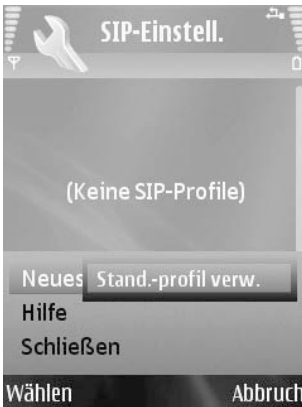 SIP-Einstell.
(Keine SIP-Profile)
Neues Stand.-profil verw.
Hilfe
Schließen
Wählen Abbruch